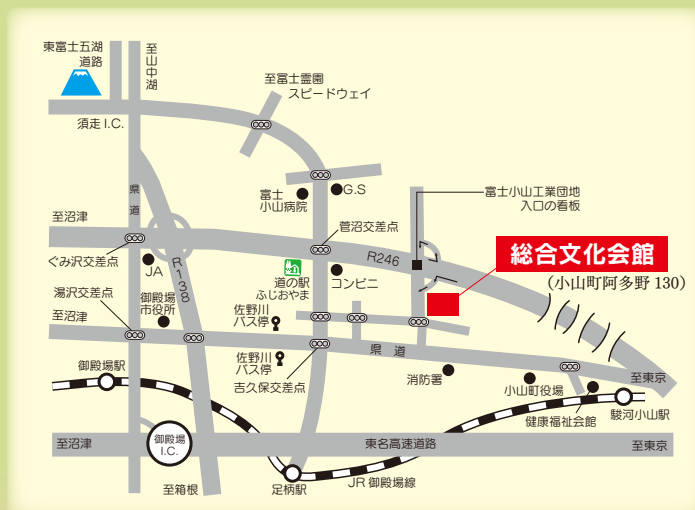 東富士五湖
道路
至山中湖
至富士霊園
スピードウェイ
須走 I.C.
県道
富士
小山病院
G.S
富士小山工業団地
入口の看板
至沼津
菅沼交差点
R246
総合文化会館
(小山町阿多野 130)
ぐみ沢交差点
JA
R138
道の駅
ふじおやま
コンビニ
湯沢交差点
御殿場
市役所
佐野川
バス停
至沼津
県 道
佐野川
バス停
吉久保交差点
消防署
御殿場駅
小山町役場
至東京
健康福祉会館
駿河小山駅
至沼津
御殿場
I.C.
東名高速道路
至東京
至箱根
足柄駅
JR 御殿場線